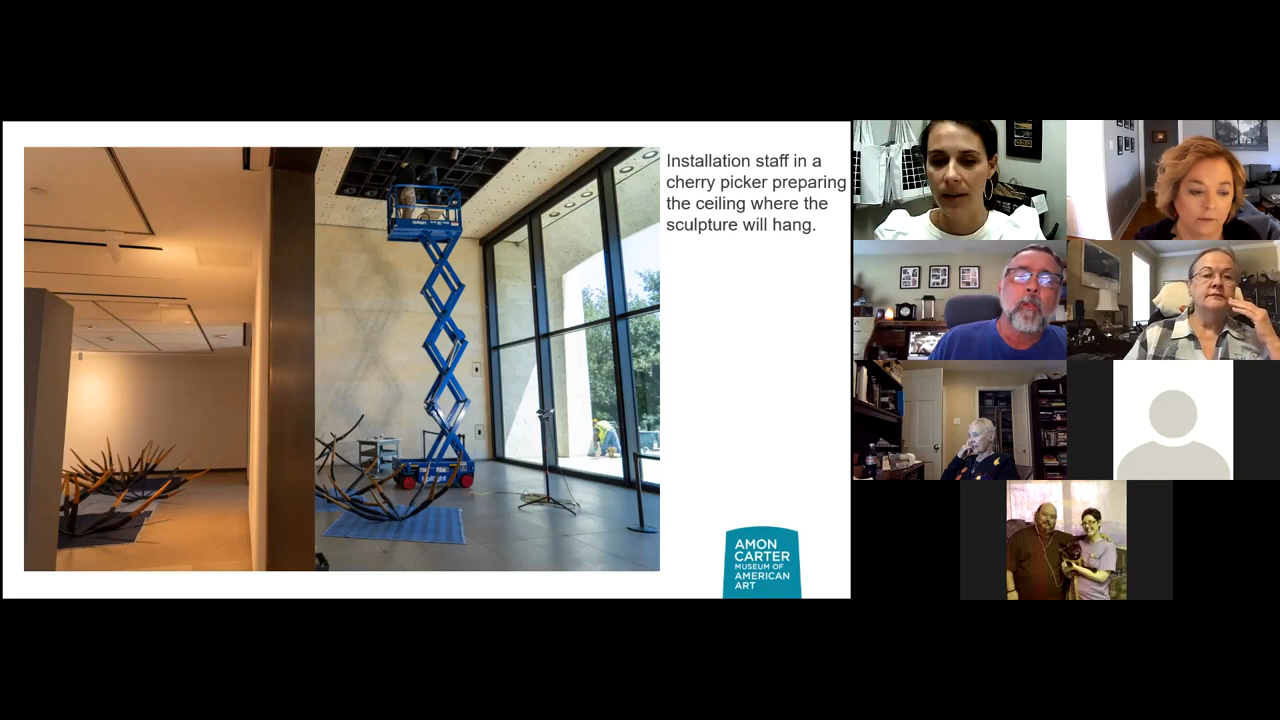 Installation staff in a
cherry picker preparing
the ceiling where the
sculpture will hang.
AMON
CARTER
MUSEUM OF
AMERICAN
ART